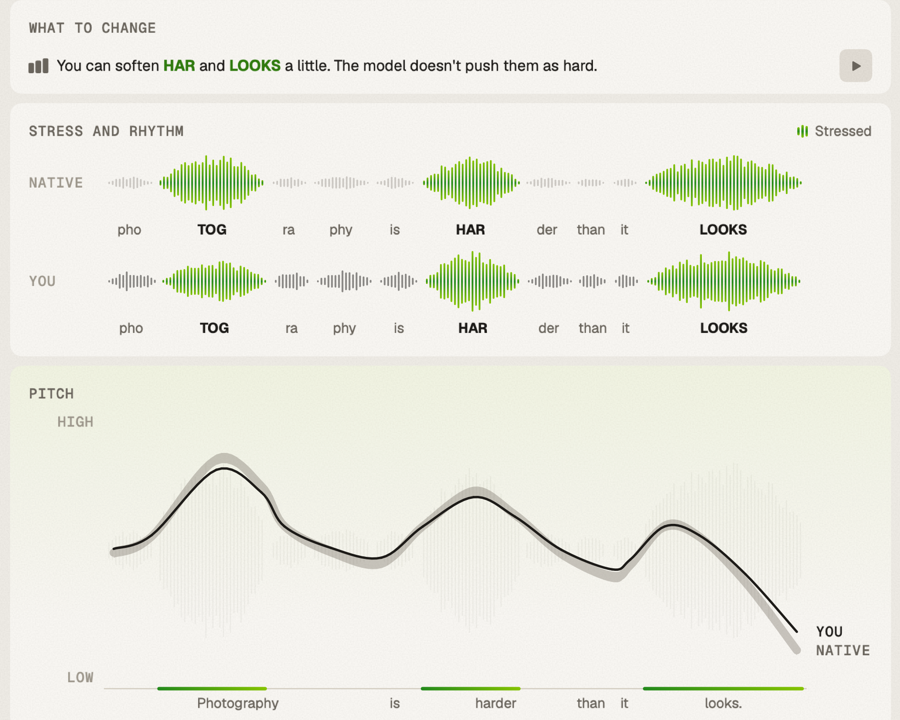 WHAT TO CHANGE
You can soften HAR and LOOKS a little. The model doesn't push them as hard.
STRESS AND RHYTHM
Stressed
NATIVE
pho TOG ra phy is HAR der than it LOOKS
YOU
pho TOG ra phy is HAR der than it LOOKS
PITCH
HIGH
YOU
NATIVE
LOW
Photography is harder than it looks.